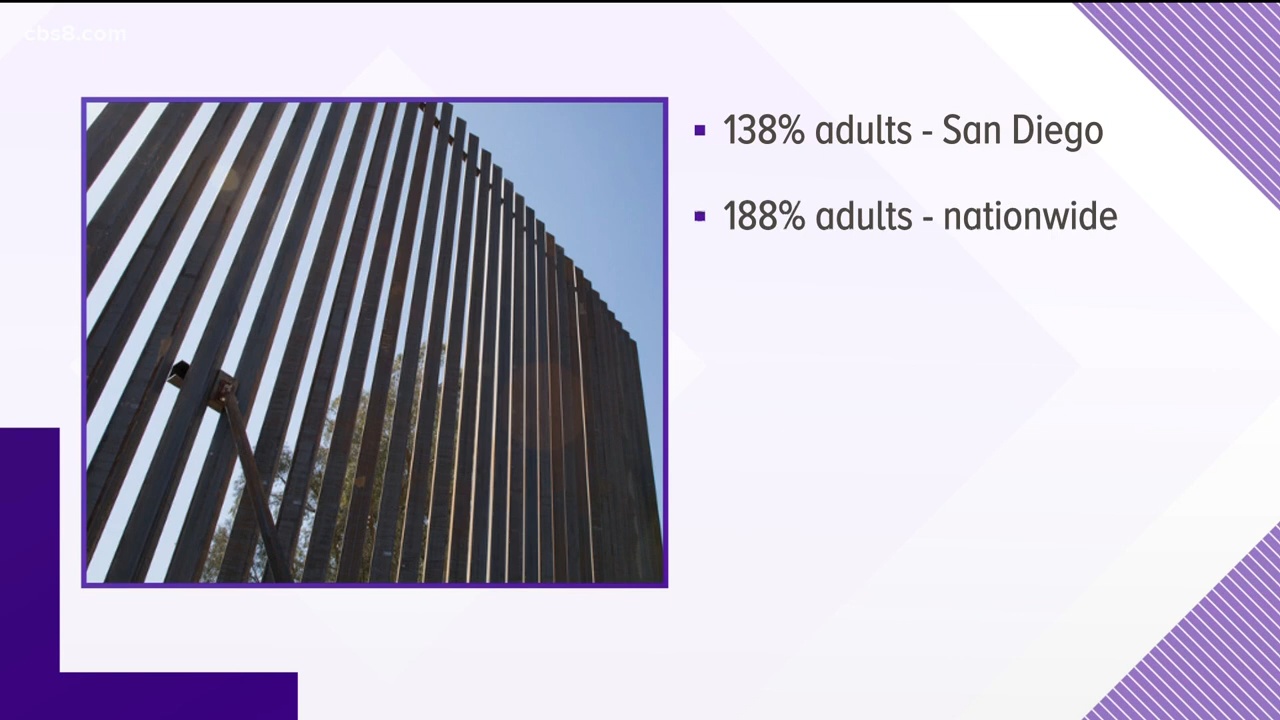 cbs8.com
138% adults - San Diego
188% adults - nationwide